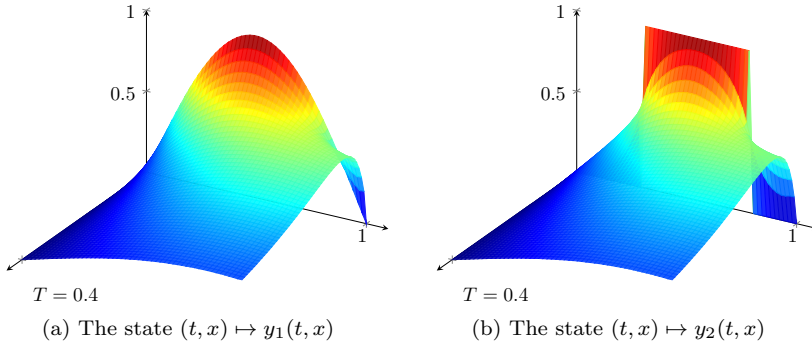 1
1
0.5
0.5
1
1
T = 0.4
T = 0.4
(a) The state (t, x) ↦ y₁(t, x)
(b) The state (t, x) ↦ y₂(t, x)